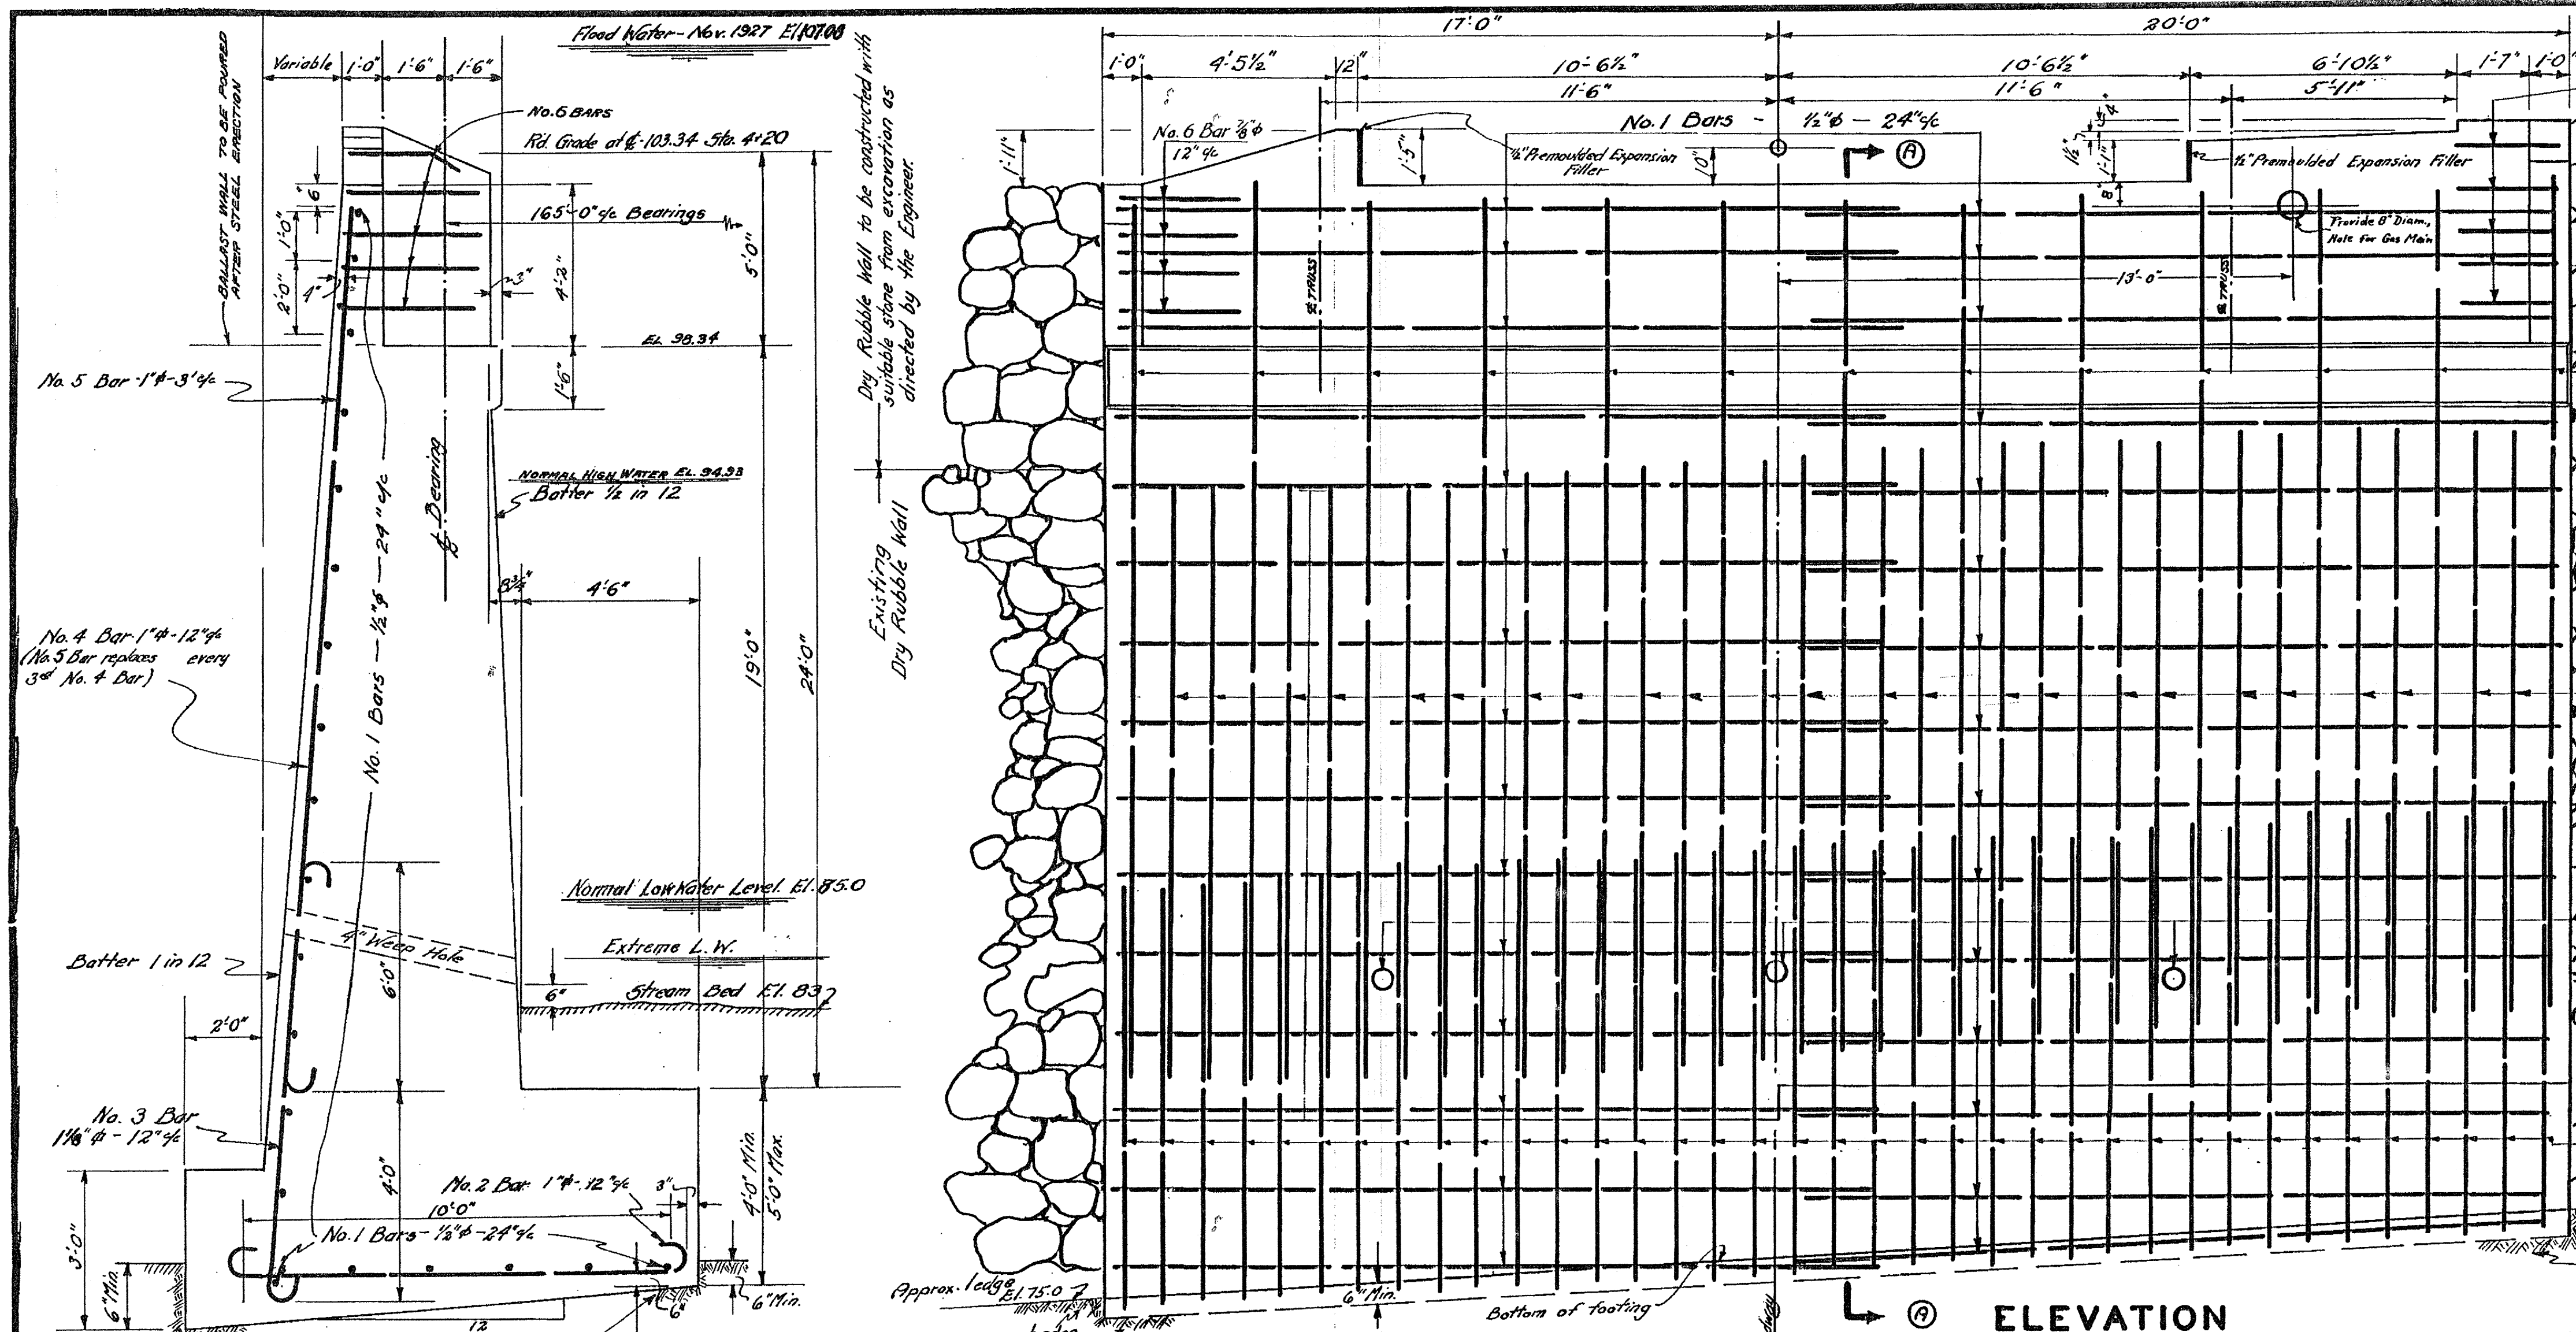 Flood Water - Nov. 1927 El 107.08
BALLAST WALL TO BE POURED
AFTER STEEL ERECTION
Variable
1'-0"
1'-6"
1'-6"
No. 6 BARS
Rd. Grade at ℄ - 103.34 Sta. 4+20
6"
165'-0" c/c Bearings
1'-0"
2'-0"
4"
3"
4'-2"
5'-0"
El. 98.34
No. 5 Bar - 1"ϕ - 3' c/c
1'-6"
℄ Bearing
NORMAL HIGH WATER EL. 94.93
Batter 1/2 in 12
No. 1 Bars — 1/2"ϕ — 24" c/c
8 3/4"
4'-6"
No. 4 Bar - 1"ϕ - 12" c/c
(No. 5 Bar replaces every
3rd No. 4 Bar)
19'-0"
24'-0"
Normal Low Water Level. El. 85.0
4" Weep Hole
Extreme L.W.
Batter 1 in 12
6'-0"
6"
Stream Bed El. 83
2'-0"
No. 3 Bar
1 1/8"ϕ - 12" c/c
4'-0"
No. 2 Bar 1"ϕ - 12" c/c
3"
10'-0"
4'-0" Min.
5'-0" Max.
No. 1 Bars - 1/2"ϕ - 24" c/c
3'-0"
6" Min.
6"
6" Min.
12
Dry Rubble Wall to be constructed with
suitable stone from excavation as
directed by the Engineer.
Existing
Dry Rubble Wall
17'-0"
20'-0"
1'-0"
4'-5 1/2"
12"
10'-6 1/2"
10'-6 1/2"
6'-10 1/2"
1'-7"
1'-0"
11'-6"
11'-6"
5'-11"
1'-11"
No. 6 Bar 7/8"ϕ
12" c/c
1'-5"
1/2" Premoulded Expansion
Filler
No. 1 Bars - 1/2"ϕ — 24" c/c
10"
A
1 1/2"
1'-1"
8"
1/2" Premoulded Expansion Filler
Provide 8" Diam.,
Hole for Gas Main
13'-0"
℄ TRUSS
℄ TRUSS
Approx. ledge
El. 75.0
6" Min.
Bottom of footing
A
ELEVATION